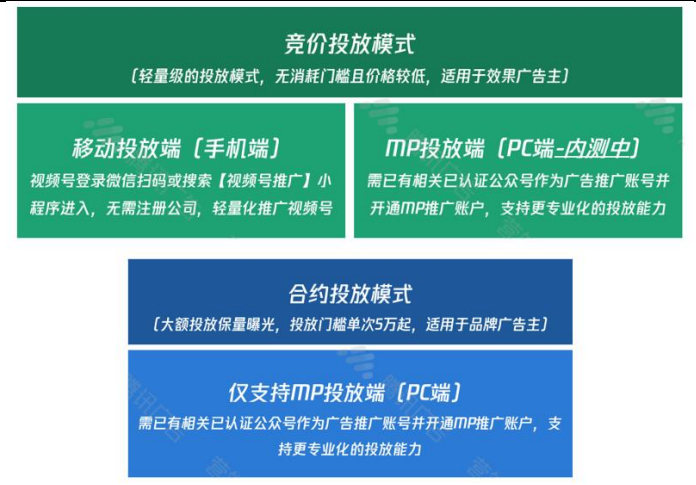 竞价投放模式
〔轻量级的投放模式，无消耗门槛且价格较低，适用于效果广告主〕
移动投放端〔手机端〕
视频号登录微信扫码或搜索【视频号推广】小
程序进入，无需注册公司，轻量化推广视频号
MP投放端〔PC端-内测中〕
需已有相关已认证公众号作为广告推广账号并
开通MP推广账户，支持更专业化的投放能力
合约投放模式
〔大额投放保量曝光，投放门槛单次5万起，适用于品牌广告主〕
仅支持MP投放端〔PC端〕
需已有相关已认证公众号作为广告推广账号并开通MP推广账户，支
持更专业化的投放能力
腾讯广告
腾讯广告